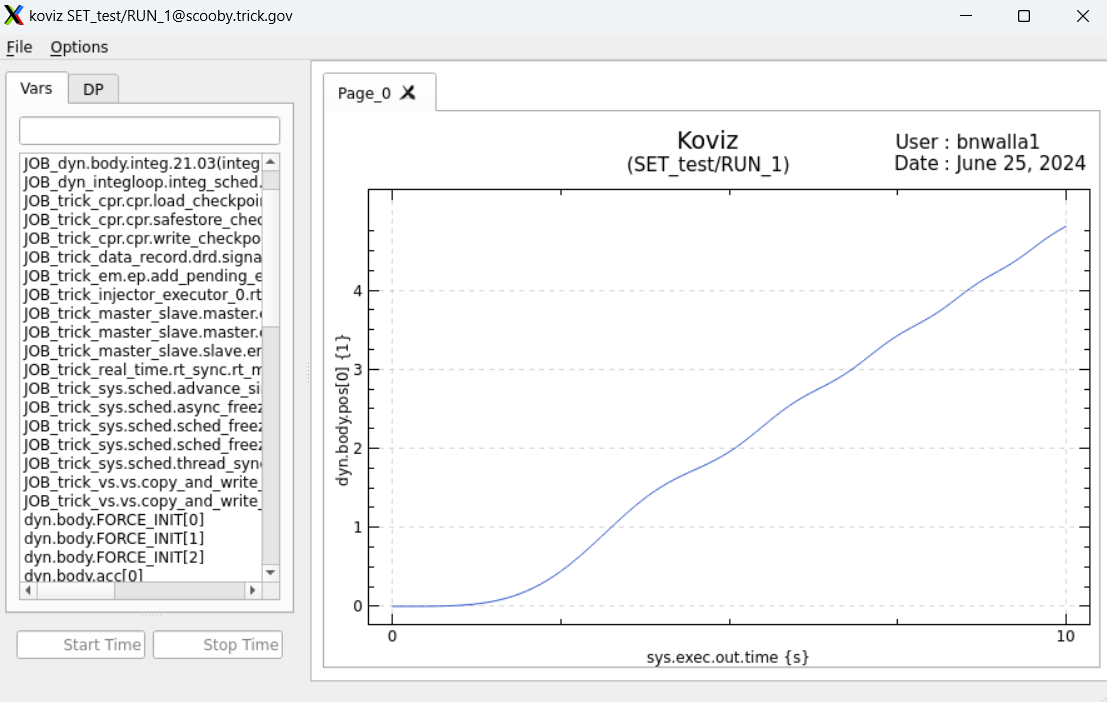 koviz SET_test/RUN_1@scooby.trick.gov
File Options
Vars DP
JOB_dyn.body.integ.21.03(integ
JOB_dyn_integloop.integ_sched.
JOB_trick_cpr.cpr.load_checkpoi
JOB_trick_cpr.cpr.safestore_chec
JOB_trick_cpr.cpr.write_checkpo
JOB_trick_data_record.drd.signa
JOB_trick_em.ep.add_pending_e
JOB_trick_injector_executor_0.rt
JOB_trick_master_slave.master.
JOB_trick_master_slave.master.
JOB_trick_master_slave.slave.er
JOB_trick_real_time.rt_sync.rt_m
JOB_trick_sys.sched.advance_si
JOB_trick_sys.sched.async_freez
JOB_trick_sys.sched.sched_freez
JOB_trick_sys.sched.sched_freez
JOB_trick_sys.sched.thread_syn
JOB_trick_vs.vs.copy_and_write_
JOB_trick_vs.vs.copy_and_write_
dyn.body.FORCE_INIT[0]
dyn.body.FORCE_INIT[1]
dyn.body.FORCE_INIT[2]
dyn.body.acc[0]
Start Time Stop Time
Page_0
Koviz
(SET_test/RUN_1)
User : bnwalla1
Date : June 25, 2024
dyn.body.pos[0] {1}
4
3
2
1
0
0 10
sys.exec.out.time {s}